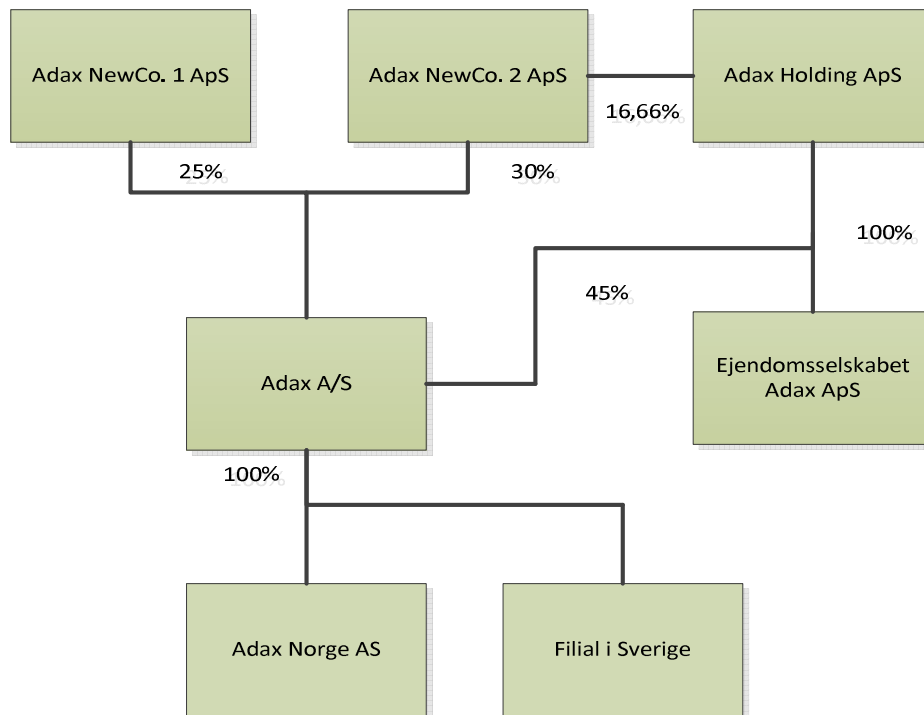 Adax NewCo. 1 ApS
Adax NewCo. 2 ApS
Adax Holding ApS
16,66%
25%
30%
100%
45%
Adax A/S
Ejendomsselskabet
Adax ApS
100%
Adax Norge AS
Filial i Sverige